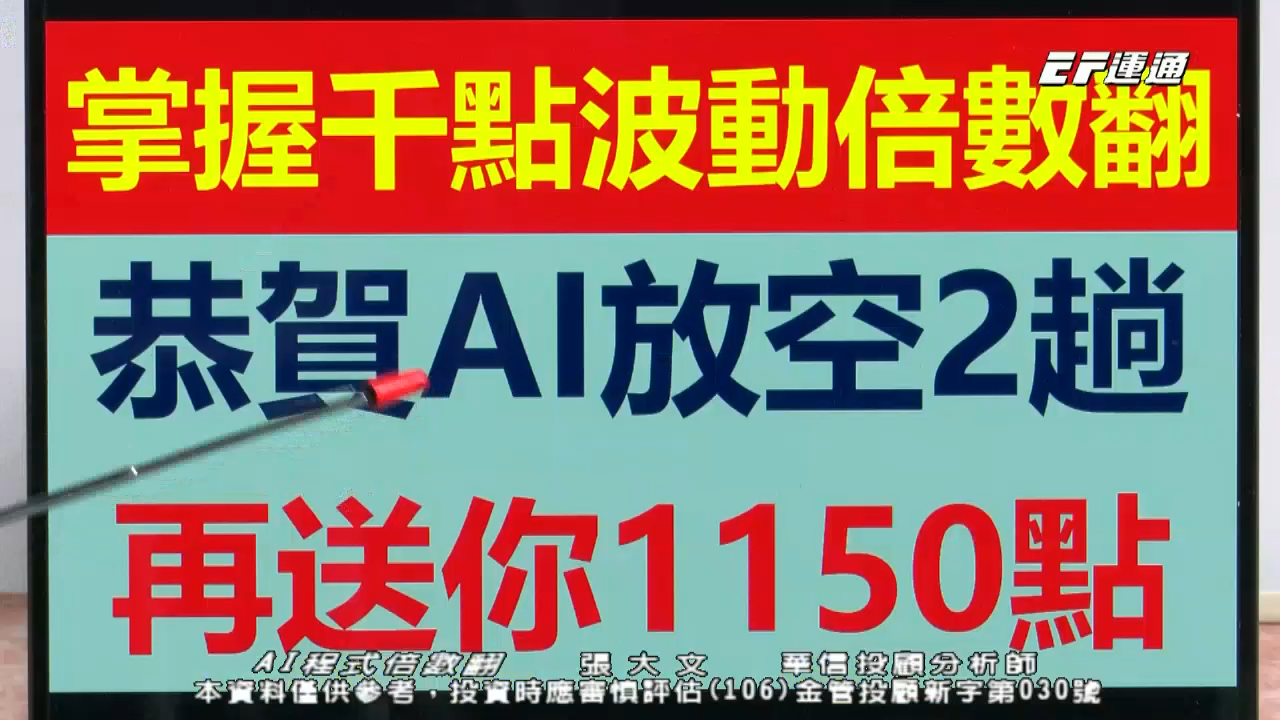 EF運通
掌握千點波動倍數翻
恭賀AI放空2趟
再送你1150點
AI程式倍數翻 張大文 華信投顧分析師
本資料僅供參考，投資時應審慎評估(106)金管投顧新字第030號